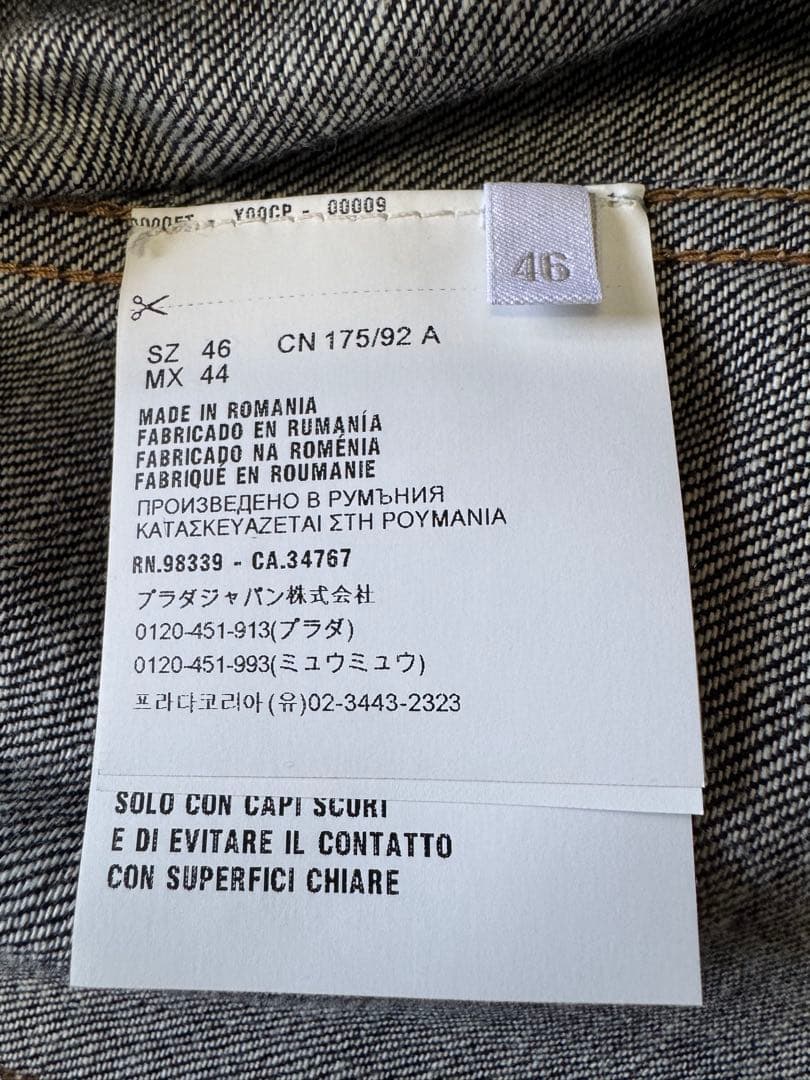 - 00009
46
SZ 46 CN 175/92 A
MX 44
MADE IN ROMANIA
FABRICADO EN RUMANÍA
FABRICADO NA ROMÉNIA
FABRIQUÉ EN ROUMANIE
ПРОИЗВЕДЕНО В РУМЪНИЯ
ΚΑΤΑΣΚΕΥΑΖΕΤΑΙ ΣΤΗ ΡΟΥΜΑΝΙΑ
RN.98339 - CA.34767
プラダジャパン株式会社
0120-451-913(プラダ)
0120-451-993(ミュウミュウ)
프라다코리아(유)02-3443-2323
SOLO CON CAPI SCURI
E DI EVITARE IL CONTATTO
CON SUPERFICI CHIARE